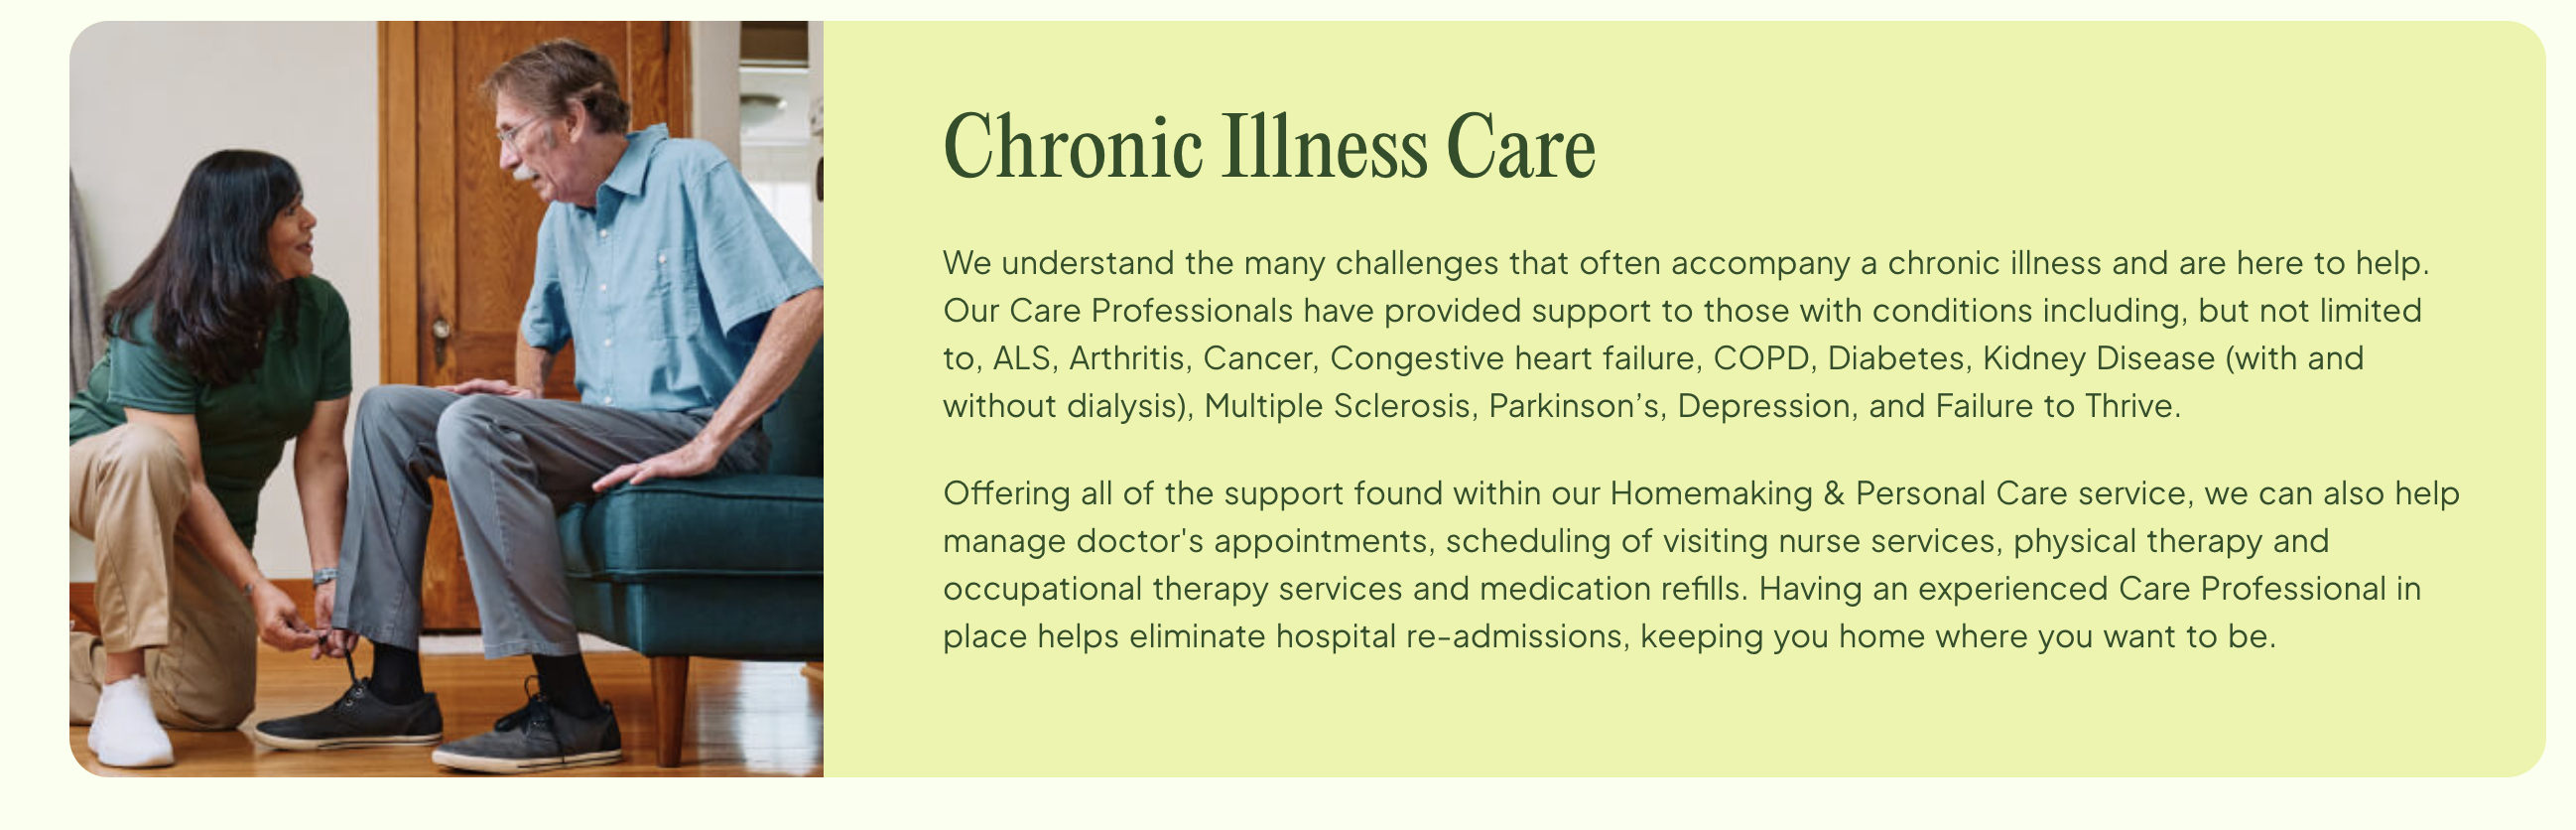 Chronic Illness Care
We understand the many challenges that often accompany a chronic illness and are here to help.
Our Care Professionals have provided support to those with conditions including, but not limited
to, ALS, Arthritis, Cancer, Congestive heart failure, COPD, Diabetes, Kidney Disease (with and
without dialysis), Multiple Sclerosis, Parkinson’s, Depression, and Failure to Thrive.
Offering all of the support found within our Homemaking & Personal Care service, we can also help
manage doctor's appointments, scheduling of visiting nurse services, physical therapy and
occupational therapy services and medication refills. Having an experienced Care Professional in
place helps eliminate hospital re-admissions, keeping you home where you want to be.